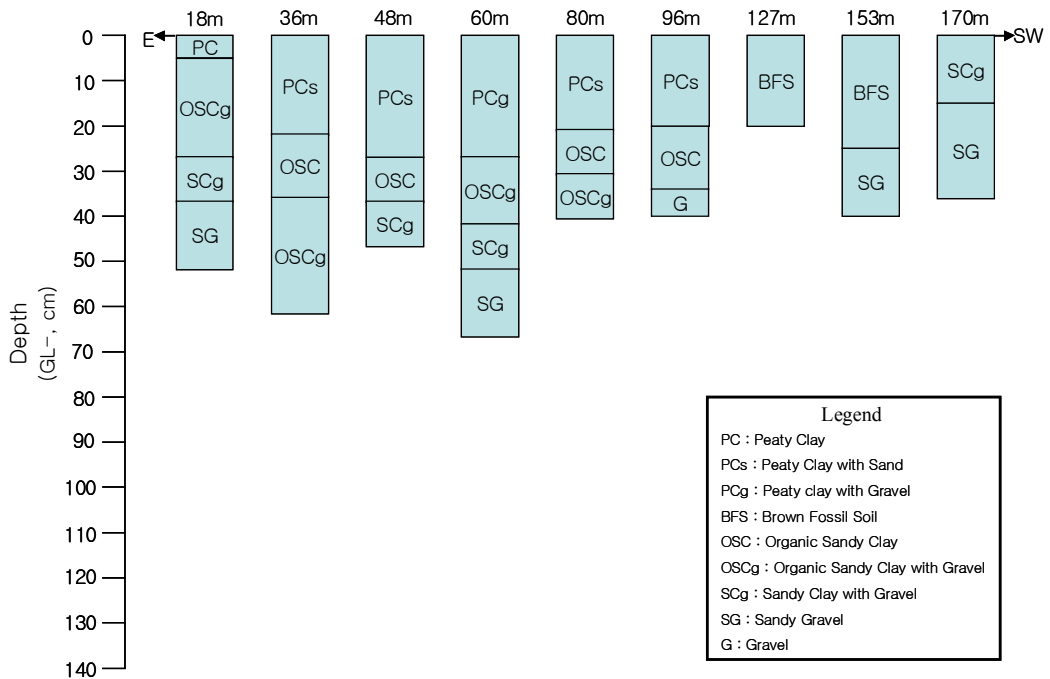 18m 36m 48m 60m 80m 96m 127m 153m 170m
E SW
0
10
20
30
40
50
60
70
80
90
100
110
120
130
140
Depth
(GL-, cm)
PC
OSCg
SCg
SG
PCs
OSC
OSCg
PCs
OSC
SCg
PCg
OSCg
SCg
SG
PCs
OSC
OSCg
PCs
OSC
G
BFS
BFS
SG
SCg
SG
Legend
PC : Peaty Clay
PCs : Peaty Clay with Sand
PCg : Peaty clay with Gravel
BFS : Brown Fossil Soil
OSC : Organic Sandy Clay
OSCg : Organic Sandy Clay with Gravel
SCg : Sandy Clay with Gravel
SG : Sandy Gravel
G : Gravel